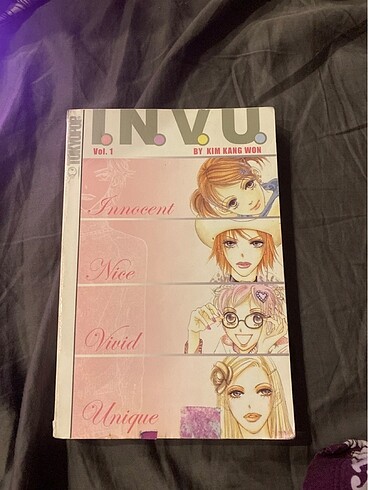 TOKYOPOP
I.N.V.U.
Vol. 1
BY KIM KANG WON
Innocent
Nice
Vivid
Unique